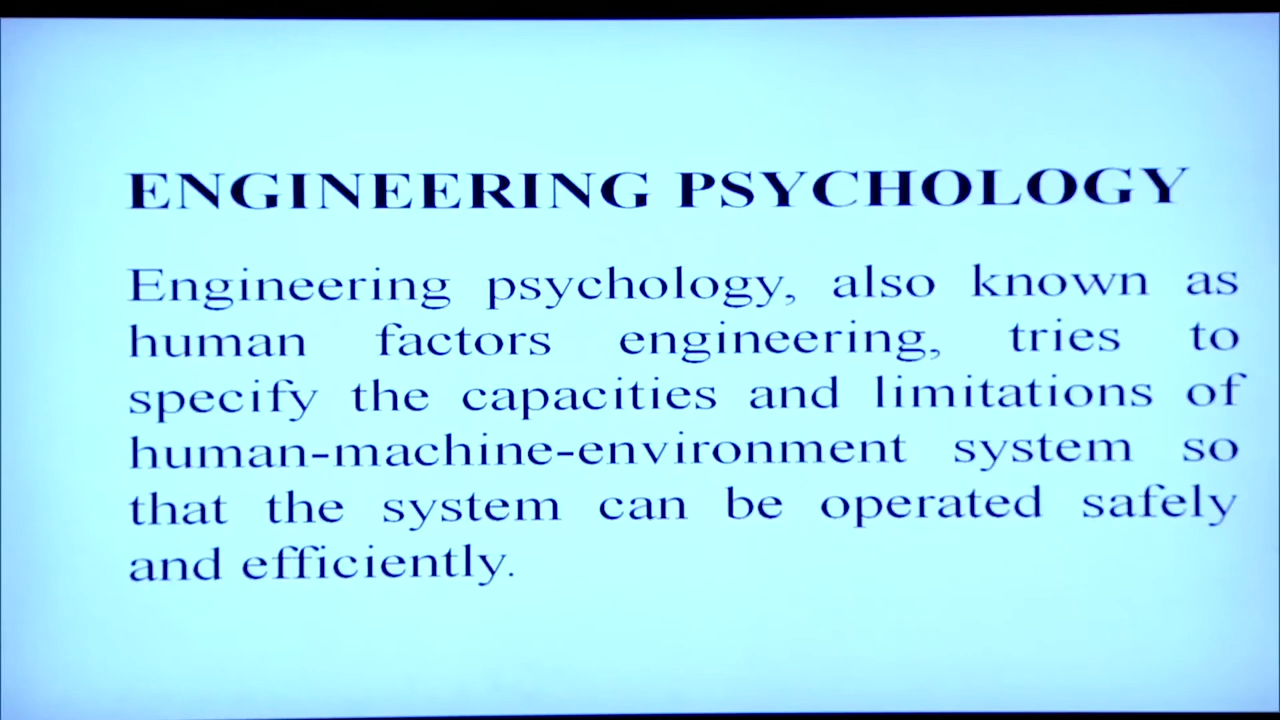 ENGINEERING PSYCHOLOGY
Engineering psychology, also known as
human factors engineering, tries to
specify the capacities and limitations of
human-machine-environment system so
that the system can be operated safely
and efficiently.